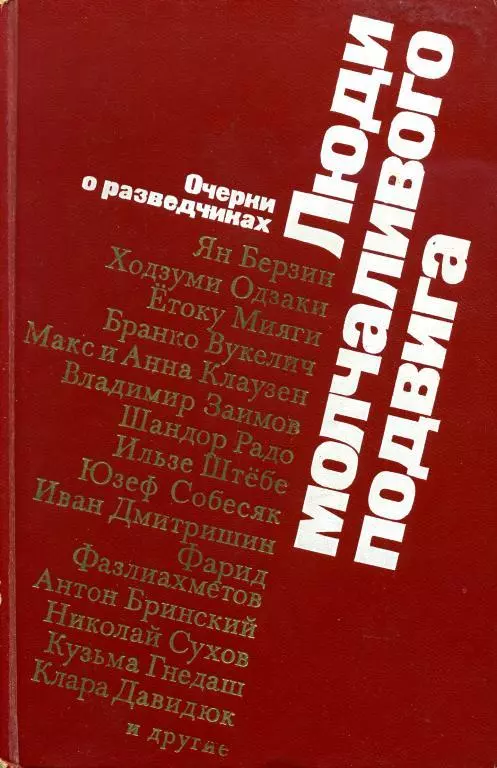 Люди
молчаливого
подвига
Очерки
о разведчиках
Ян Берзин
Ходзуми Одзаки
Ётоку Мияги
Бранко Вукелич
Макс и Анна Клаузен
Владимир Заимов
Шандор Радо
Ильзе Штёбе
Юзеф Собесяк
Иван Дмитришин
Фарид
Фазлиахметов
Антон Бринский
Николай Сухов
Кузьма Гнедаш
Клара Давидюк
и другие